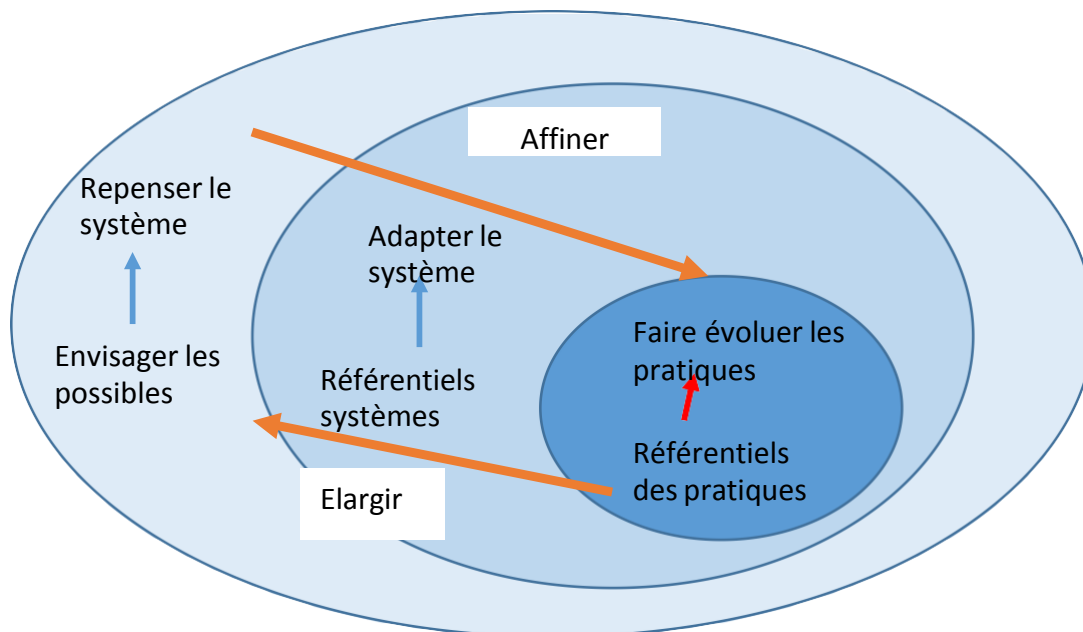 Affiner
Repenser le
système
Adapter le
système
Envisager les
possibles
Référentiels
systèmes
Faire évoluer les
pratiques
Référentiels
des pratiques
Elargir